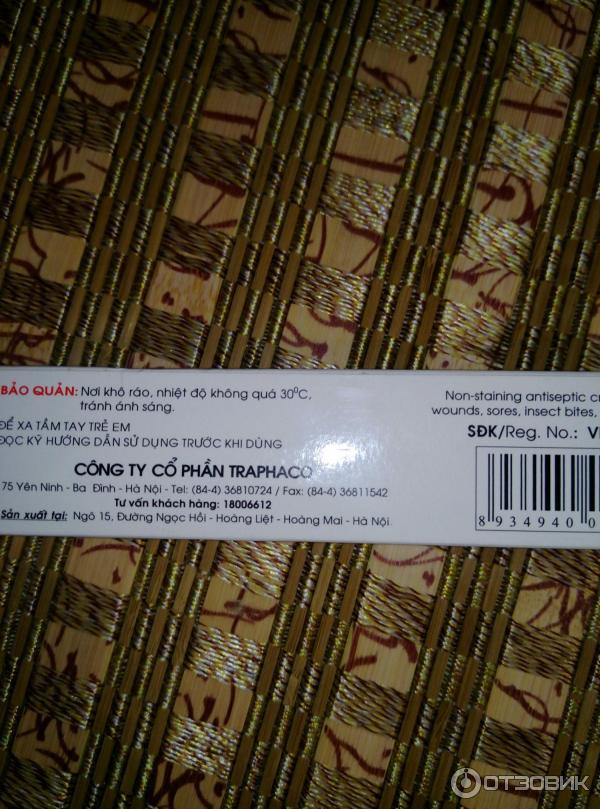 BẢO QUẢN: Nơi khô ráo, nhiệt độ không quá 30⁰C,
tránh ánh sáng.
ĐỂ XA TẦM TAY TRẺ EM
ĐỌC KỸ HƯỚNG DẪN SỬ DỤNG TRƯỚC KHI DÙNG
CÔNG TY CỔ PHẦN TRAPHACO
75 Yên Ninh - Ba Đình - Hà Nội - Tel: (84-4) 36810724 / Fax: (84-4) 36811542
Tư vấn khách hàng: 18006612
Sản xuất tại: Ngõ 15, Đường Ngọc Hồi - Hoàng Liệt - Hoàng Mai - Hà Nội
Non-staining antiseptic
wounds, sores, insect bites,
SĐK/Reg. No.:
8 934940 0
ОТЗОВИК